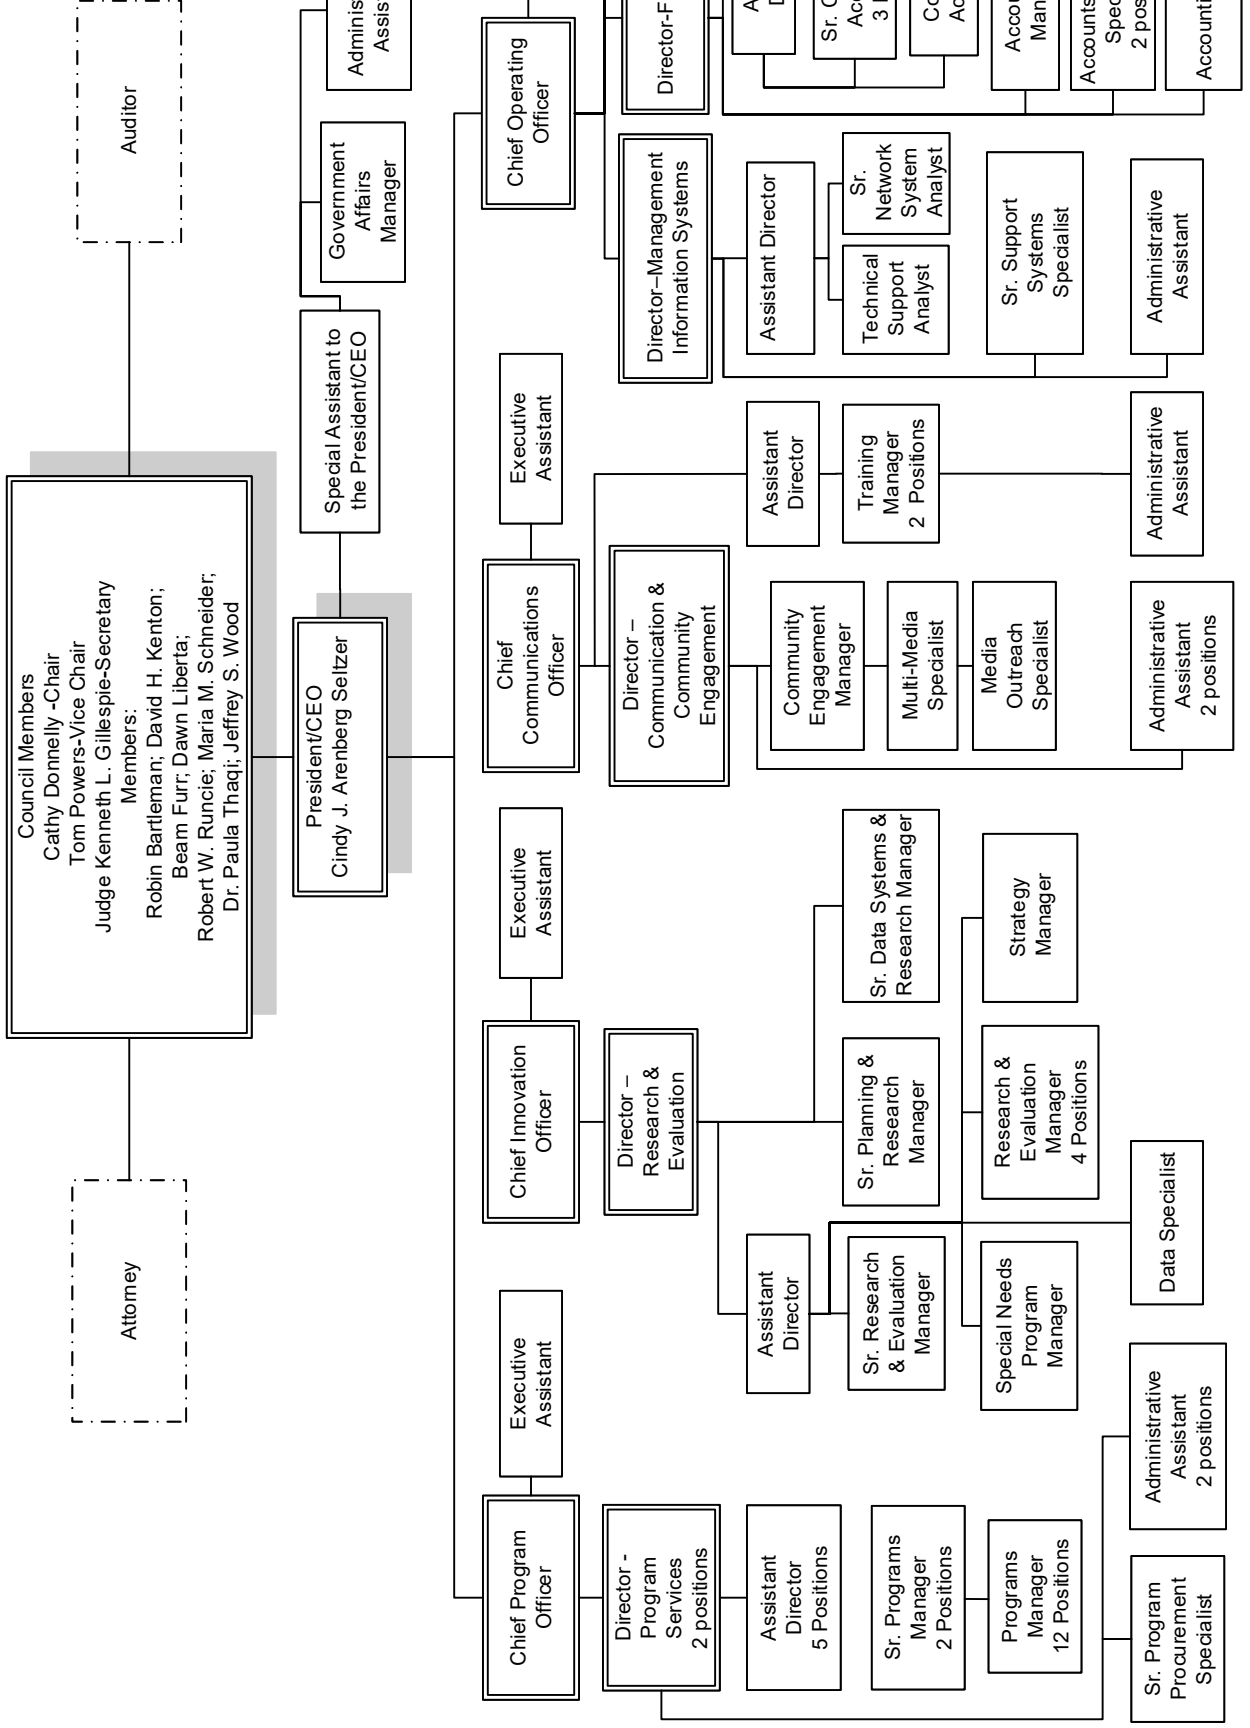 Council Members
Cathy Donnelly -Chair
Tom Powers-Vice Chair
Judge Kenneth L. Gillespie-Secretary
Members:
Robin Bartleman; David H. Kenton;
Beam Furr; Dawn Liberta;
Robert W. Runcie; Maria M. Schneider;
Dr. Paula Thaqi; Jeffrey S. Wood
Attorney
Auditor
President/CEO
Cindy J. Arenberg Seltzer
Special Assistant to
the President/CEO
Government
Affairs
Manager
Chief Program
Officer
Executive
Assistant
Director -
Program
Services
2 positions
Assistant
Director
5 Positions
Sr. Programs
Manager
2 Positions
Programs
Manager
12 Positions
Sr. Program
Procurement
Specialist
Administrative
Assistant
2 positions
Chief Innovation
Officer
Executive
Assistant
Director –
Research &
Evaluation
Assistant
Director
Sr. Research
& Evaluation
Manager
Sr. Planning &
Research
Manager
Sr. Data Systems &
Research Manager
Special Needs
Program
Manager
Research &
Evaluation
Manager
4 Positions
Strategy
Manager
Data Specialist
Chief
Communications
Officer
Executive
Assistant
Director –
Communication &
Community
Engagement
Community
Engagement
Manager
Multi-Media
Specialist
Media
Outreach
Specialist
Administrative
Assistant
2 positions
Assistant
Director
Training
Manager
2 Positions
Administrative
Assistant
Chief Operating
Officer
Director–Management
Information Systems
Assistant Director
Technical
Support
Analyst
Sr.
Network
System
Analyst
Sr. Support
Systems
Specialist
Administrative
Assistant
Director-F
Sr.
3
2